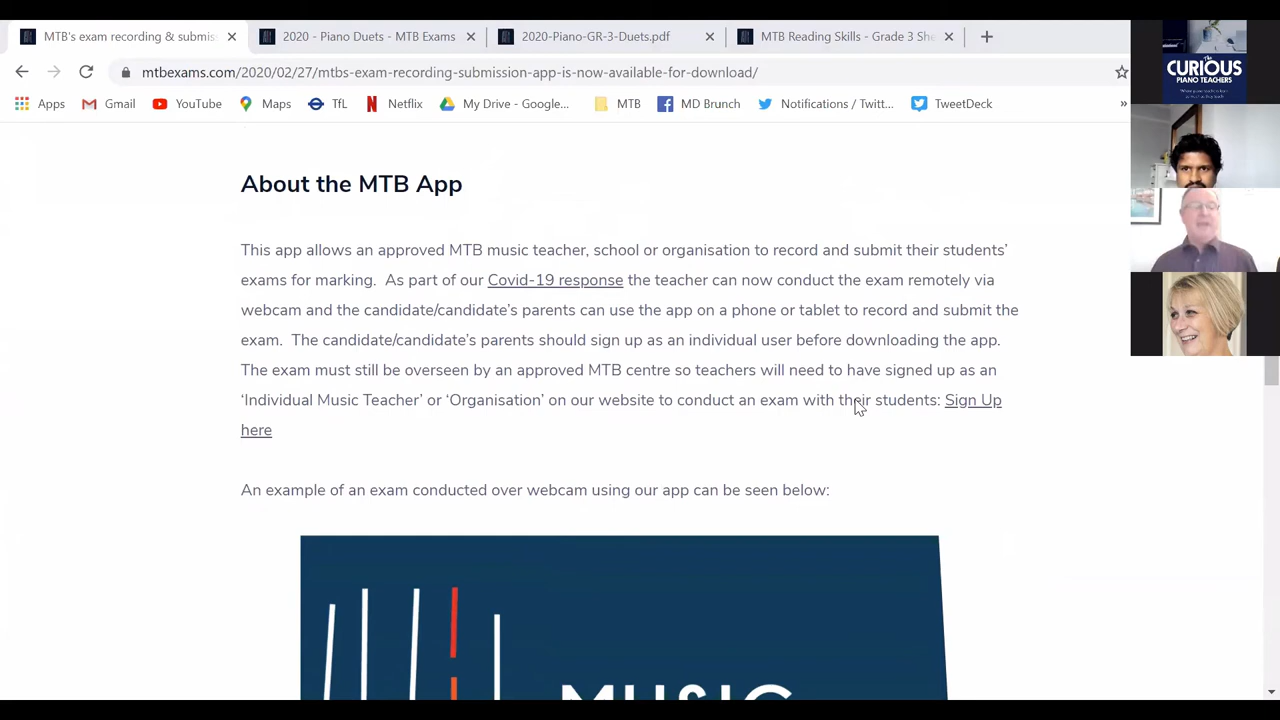 MTB's exam recording & submiss
2020 - Piano Duets - MTB Exams
2020-Piano-GR-3-Duets.pdf
MTB Reading Skills - Grade 3 She
mtbexams.com/2020/02/27/mtbs-exam-recording-submission-app-is-now-available-for-download/
Apps
Gmail
YouTube
Maps
TfL
Netflix
My Drive - Google...
MTB
MD Brunch
Notifications / Twitt...
TweetDeck
»
The
CURIOUS
PIANO TEACHERS
About the MTB App
This app allows an approved MTB music teacher, school or organisation to record and submit their students'
exams for marking. As part of our Covid-19 response the teacher can now conduct the exam remotely via
webcam and the candidate/candidate's parents can use the app on a phone or tablet to record and submit the
exam. The candidate/candidate's parents should sign up as an individual user before downloading the app.
The exam must still be overseen by an approved MTB centre so teachers will need to have signed up as an
'Individual Music Teacher' or 'Organisation' on our website to conduct an exam with their students: Sign Up
here
An example of an exam conducted over webcam using our app can be seen below:
MUSIC